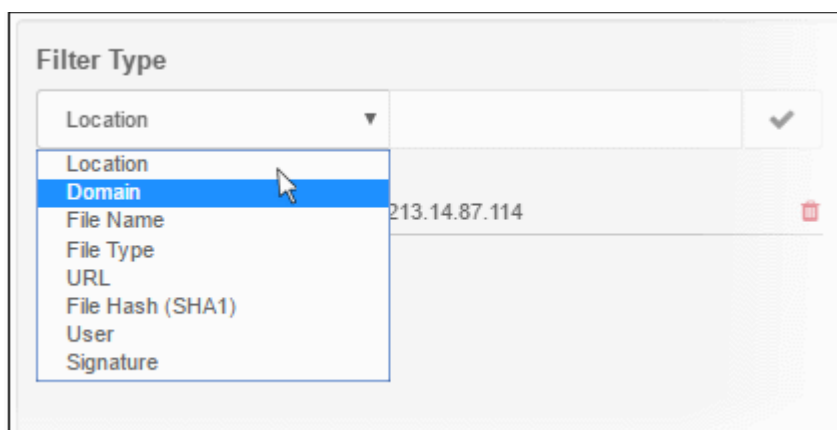 Filter Type
Location
Location
Domain
213.14.87.114
File Name
File Type
URL
File Hash (SHA1)
User
Signature